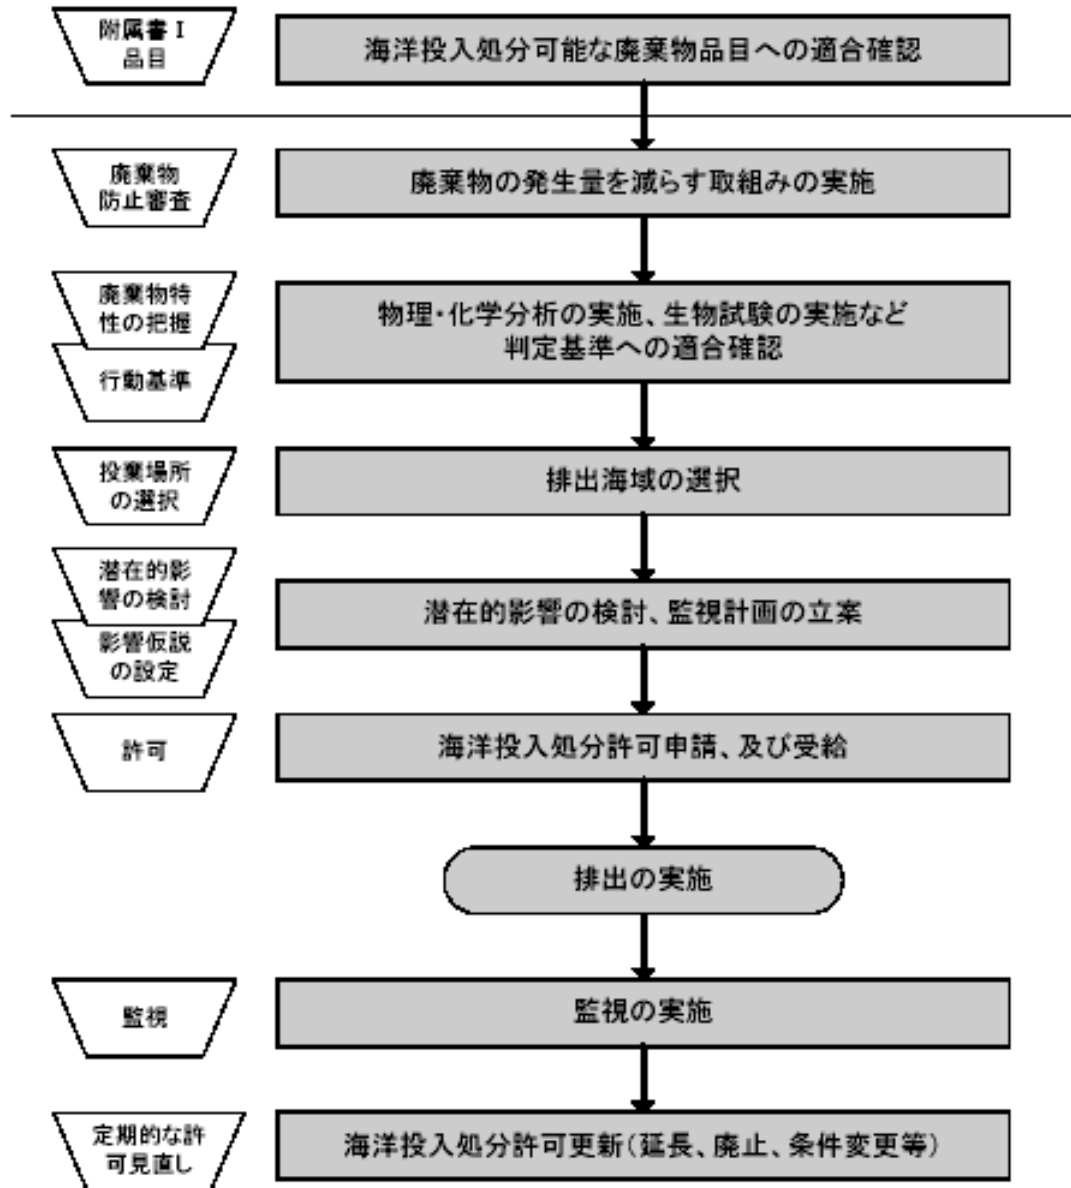 附属書Ⅰ
品目
海洋投入処分可能な廃棄物品目への適合確認
廃棄物
防止審査
廃棄物の発生量を減らす取組みの実施
廃棄物特
性の把握
行動基準
物理・化学分析の実施、生物試験の実施など
判定基準への適合確認
投棄場所
の選択
排出海域の選択
潜在的影
響の検討
影響仮説
の設定
潜在的影響の検討、監視計画の立案
許可
海洋投入処分許可申請、及び受給
排出の実施
監視
監視の実施
定期的な許
可見直し
海洋投入処分許可更新(延長、廃止、条件変更等)